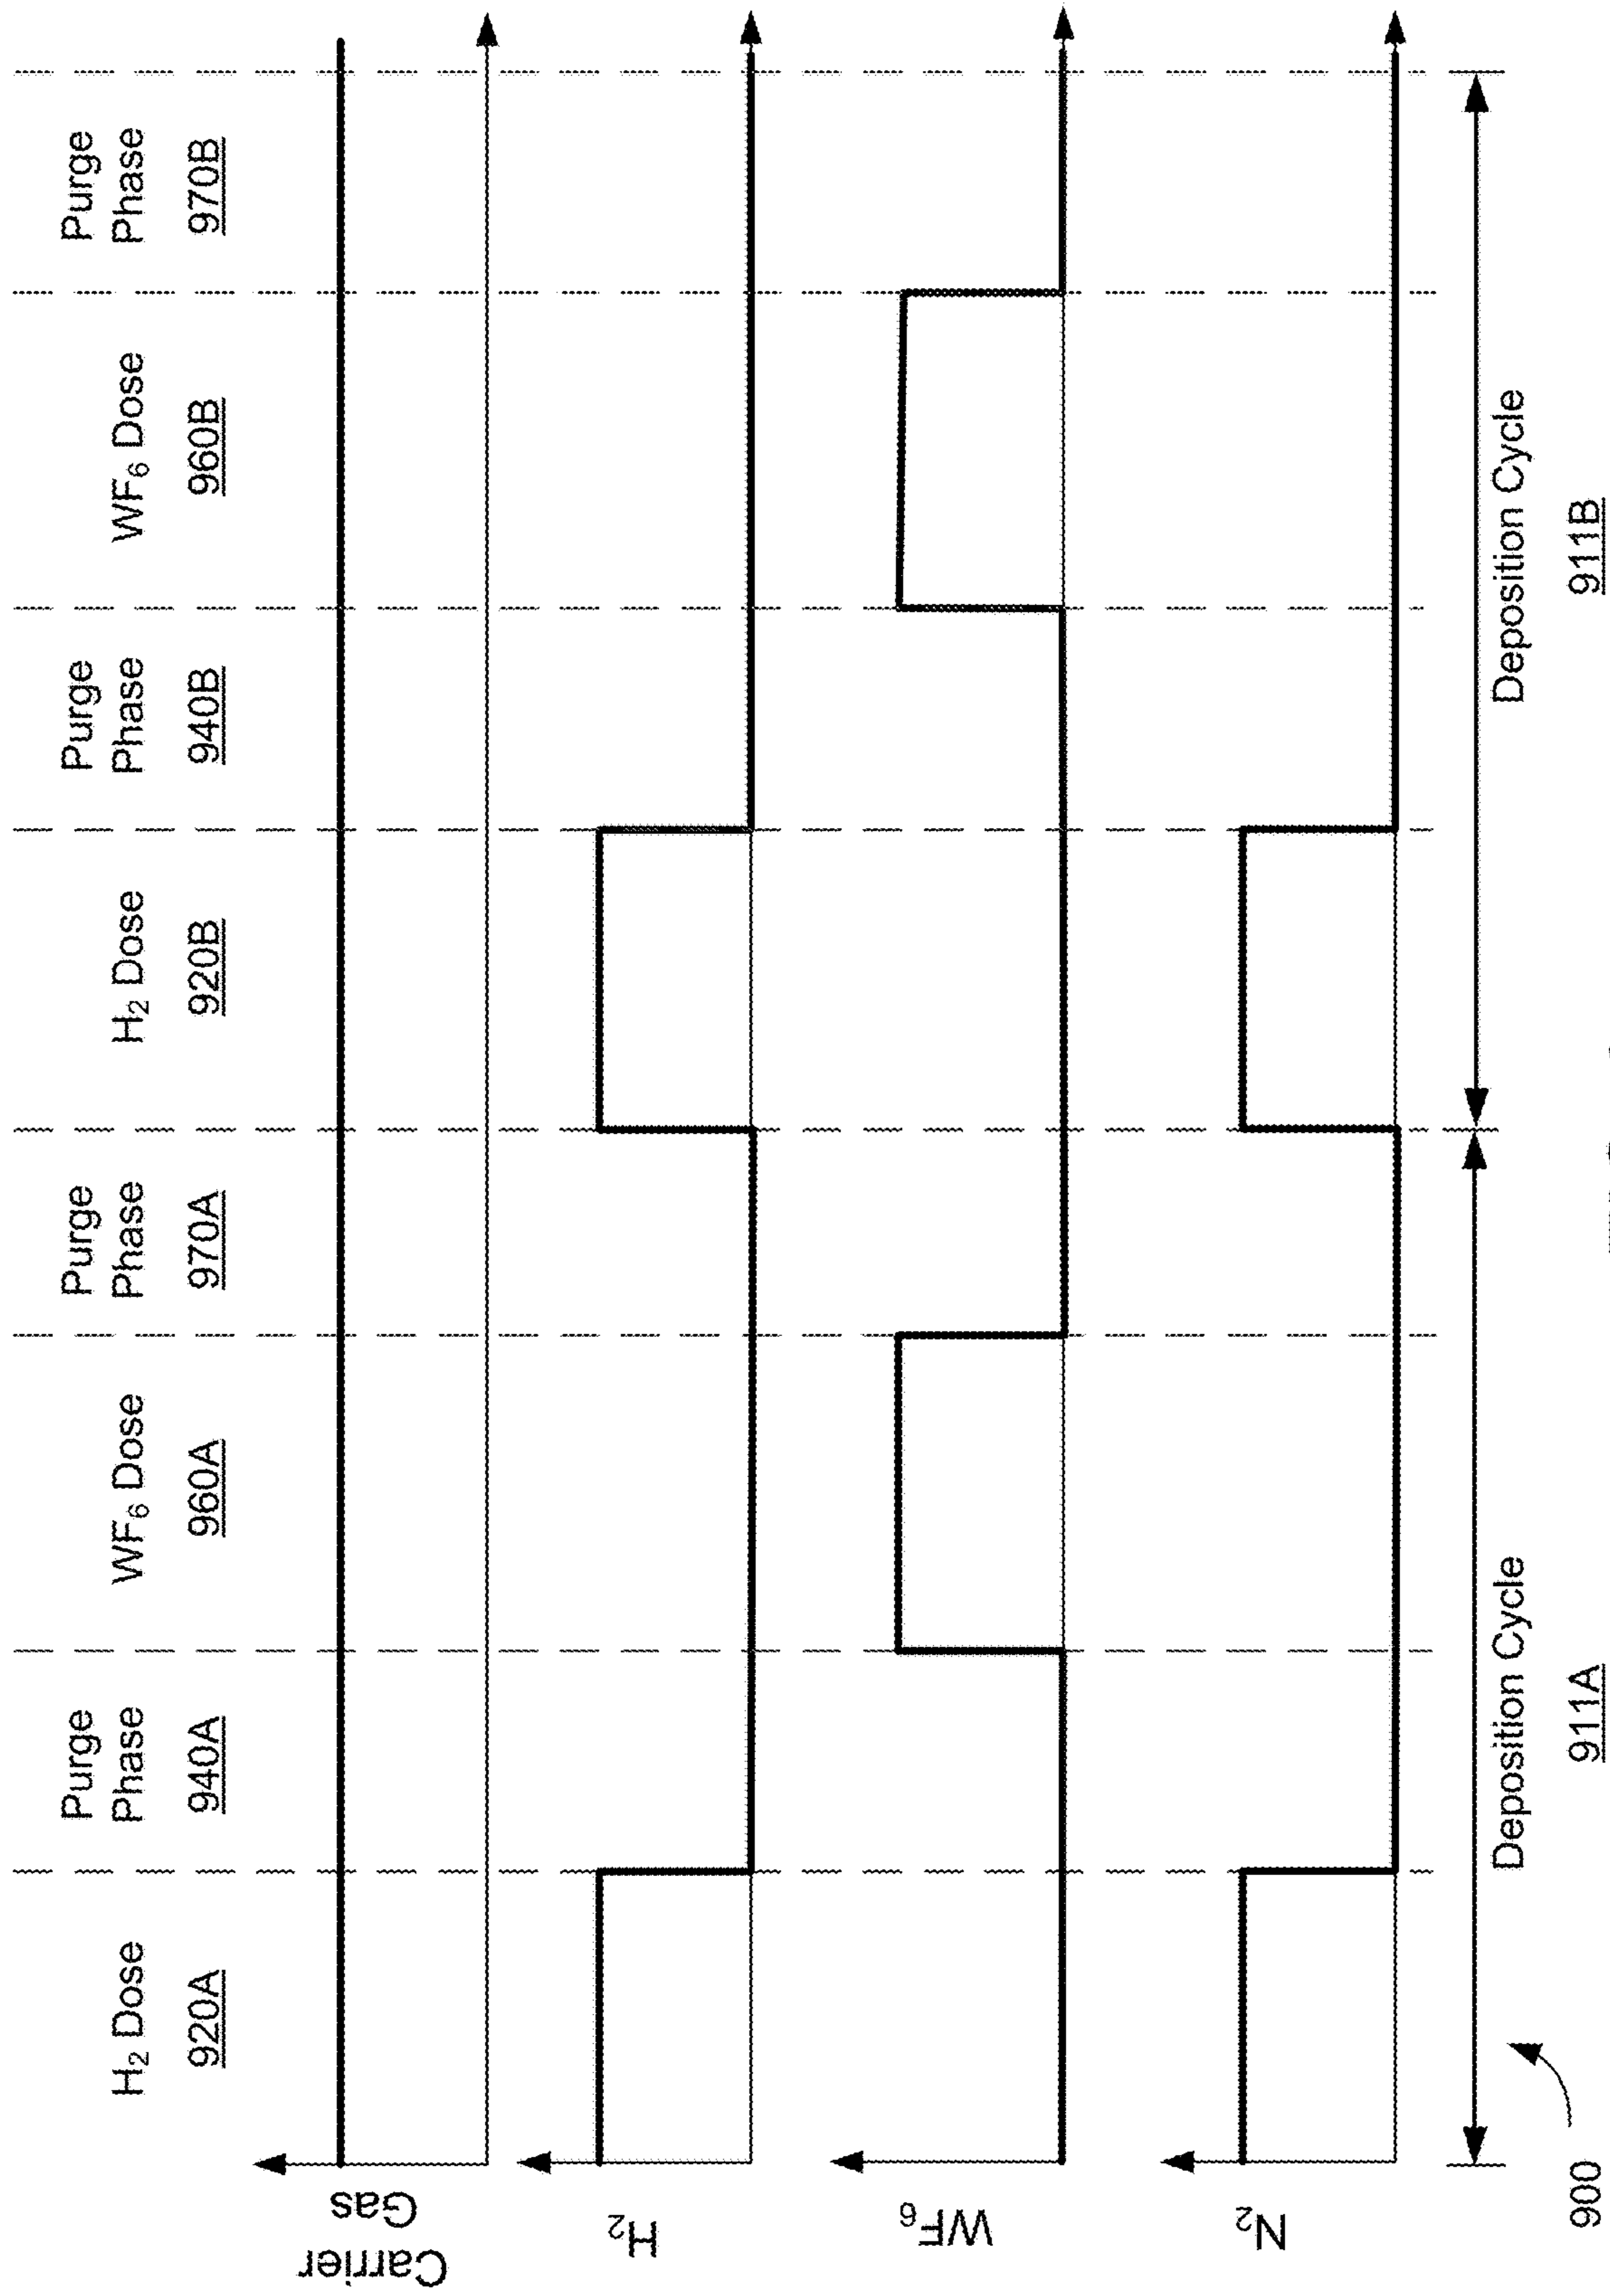 H₂ Dose
920A
Purge
Phase
940A
WF₆ Dose
960A
Purge
Phase
970A
H₂ Dose
920B
Purge
Phase
940B
WF₆ Dose
960B
Purge
Phase
970B
Carrier
Gas
H₂
WF₆
N₂
Deposition Cycle
911A
Deposition Cycle
911B
900